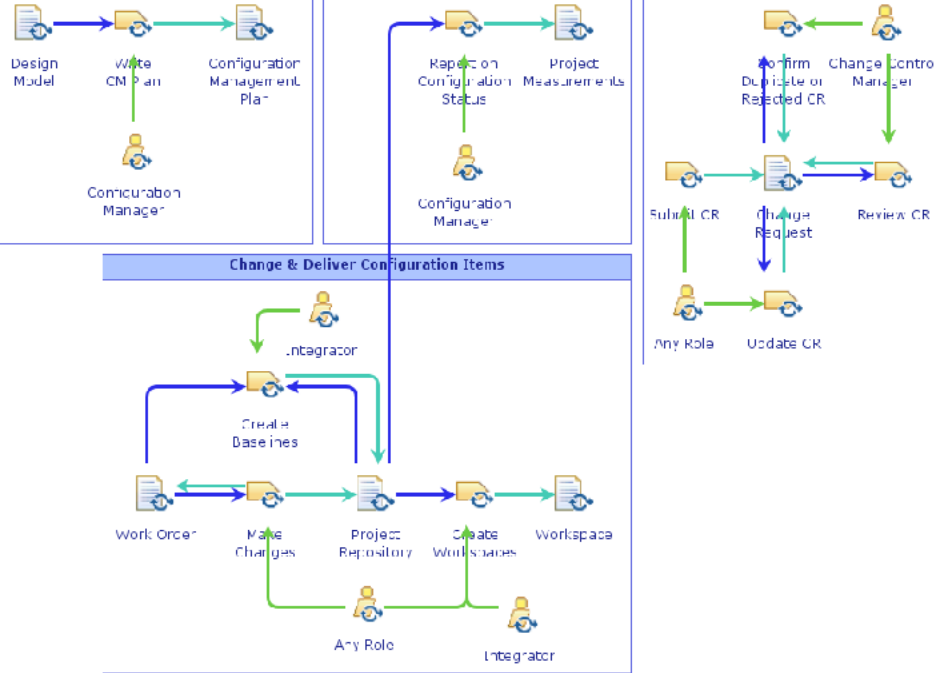 Design
Model
Write
CM Plan
Configuration
Management
Plan
Configuration
Manager
Report on
Configuration
Status
Project
Measurements
Configuration
Manager
Confirm
Duplicate or
Rejected CR
Change Contro
Manager
Submit CR
Change
Request
Review CR
Any Role
Update CR
Change & Deliver Configuration Items
Integrator
Create
Baselines
Work Order
Make
Changes
Project
Repository
Create
Workspaces
Workspace
Any Role
Integrator